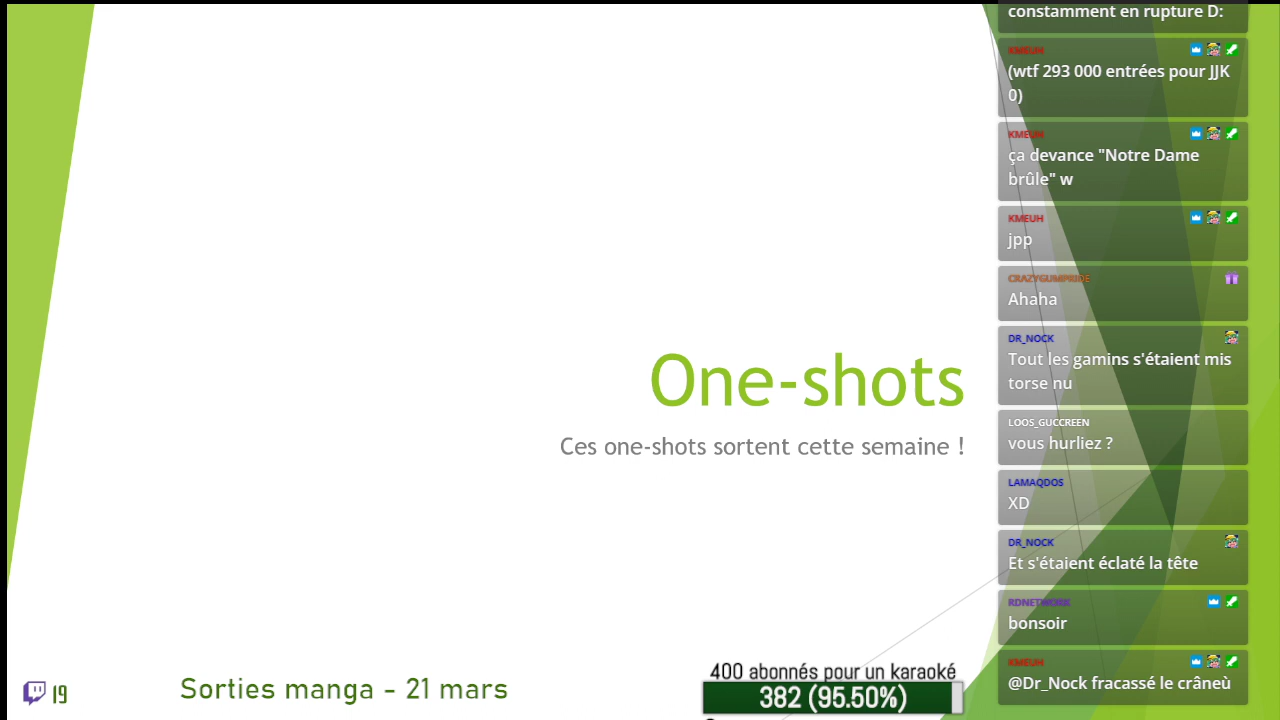 One-shots
Ces one-shots sortent cette semaine !
19
Sorties manga - 21 mars
400 abonnés pour un karaoké
382 (95.50%)
constamment en rupture D:
KMEUH
(wtf 293 000 entrées pour JJK
0)
KMEUH
ça devance "Notre Dame
brûle" w
KMEUH
jpp
CRAZYGUMPRIDE
Ahaha
DR_NOCK
Tout les gamins s'étaient mis
torse nu
LOOS_GUCCREEN
vous hurliez ?
LAMAQDOS
XD
DR_NOCK
Et s'étaient éclaté la tête
RDNETWORK
bonsoir
KMEUH
@Dr_Nock fracassé le crâneù